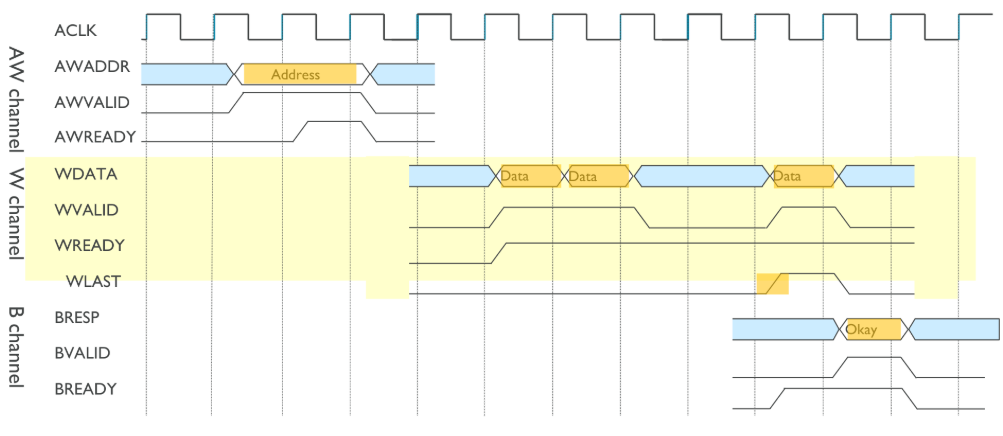 ACLK
AW channel
AWADDR
Address
AWVALID
AWREADY
W channel
WDATA
Data
Data
Data
WVALID
WREADY
WLAST
B channel
BRESP
Okay
BVALID
BREADY